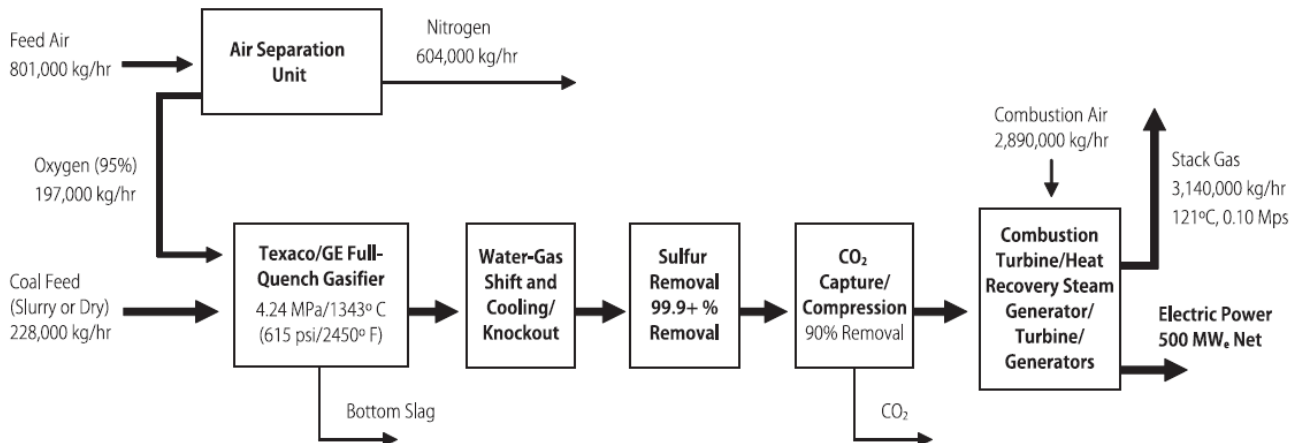 Feed Air
801,000 kg/hr
Air Separation
Unit
Nitrogen
604,000 kg/hr
Oxygen (95%)
197,000 kg/hr
Coal Feed
(Slurry or Dry)
228,000 kg/hr
Texaco/GE Full-
Quench Gasifier
4.24 MPa/1343º C
(615 psi/2450º F)
Bottom Slag
Water-Gas
Shift and
Cooling/
Knockout
Sulfur
Removal
99.9+ %
Removal
CO₂
Capture/
Compression
90% Removal
CO₂
Combustion Air
2,890,000 kg/hr
Combustion
Turbine/Heat
Recovery Steam
Generator/
Turbine/
Generators
Stack Gas
3,140,000 kg/hr
121ºC, 0.10 Mps
Electric Power
500 MWₑ Net